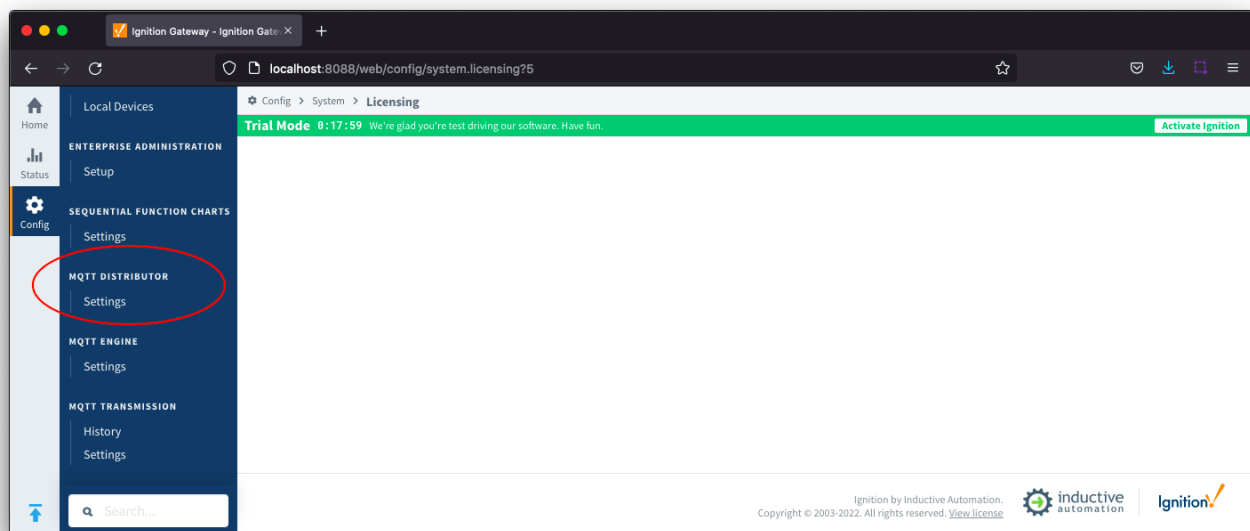 Ignition Gateway - Ignition Gate
localhost:8088/web/config/system.licensing?5
Home
Status
Config
Local Devices
ENTERPRISE ADMINISTRATION
Setup
SEQUENTIAL FUNCTION CHARTS
Settings
MQTT DISTRIBUTOR
Settings
MQTT ENGINE
Settings
MQTT TRANSMISSION
History
Settings
Search...
Config > System > Licensing
Trial Mode 0:17:59 We're glad you're test driving our software. Have fun.
Activate Ignition
Ignition by Inductive Automation.
Copyright © 2003-2022. All rights reserved. View license
inductive
automation
Ignition